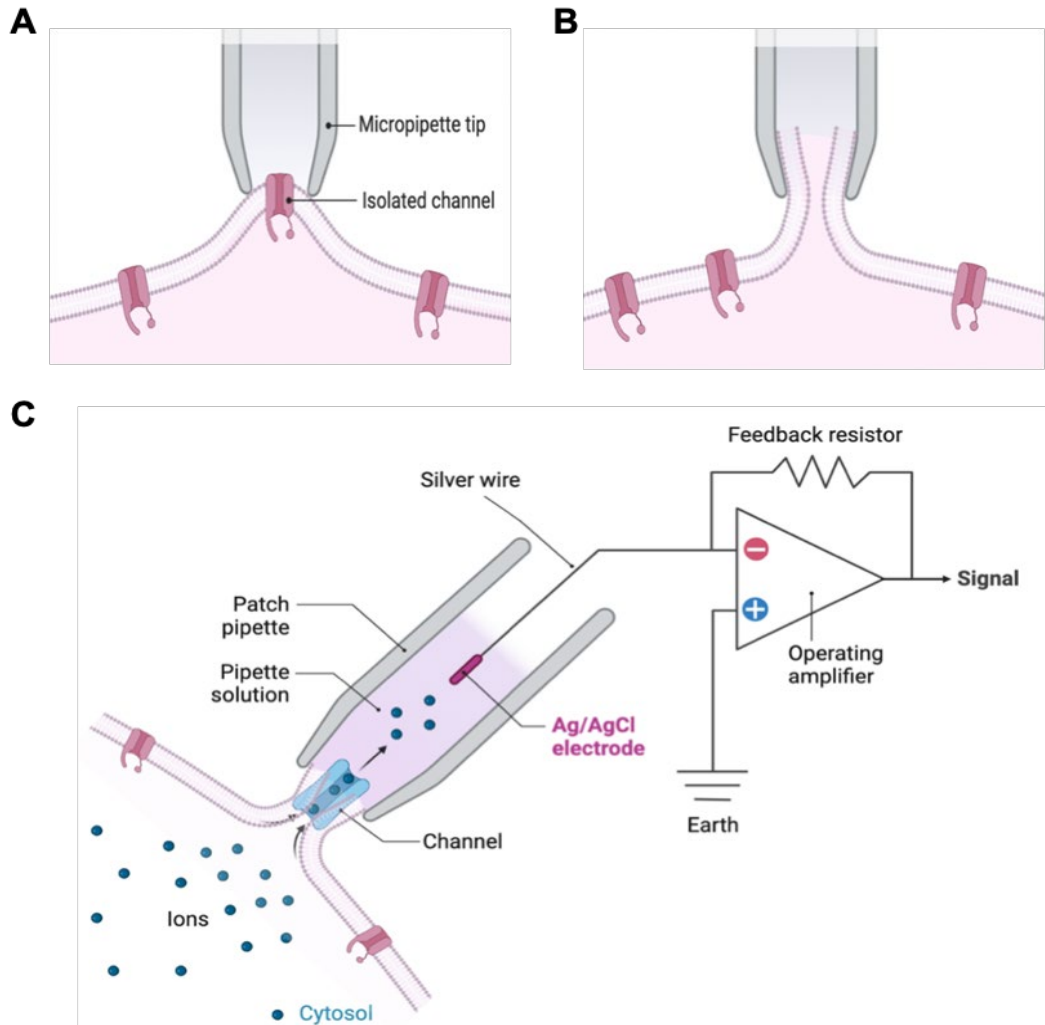 A
B
Micropipette tip
Isolated channel
C
Feedback resistor
Silver wire
Signal
Patch
pipette
Pipette
solution
Operating
amplifier
Ag/AgCl
electrode
Earth
Channel
Ions
Cytosol